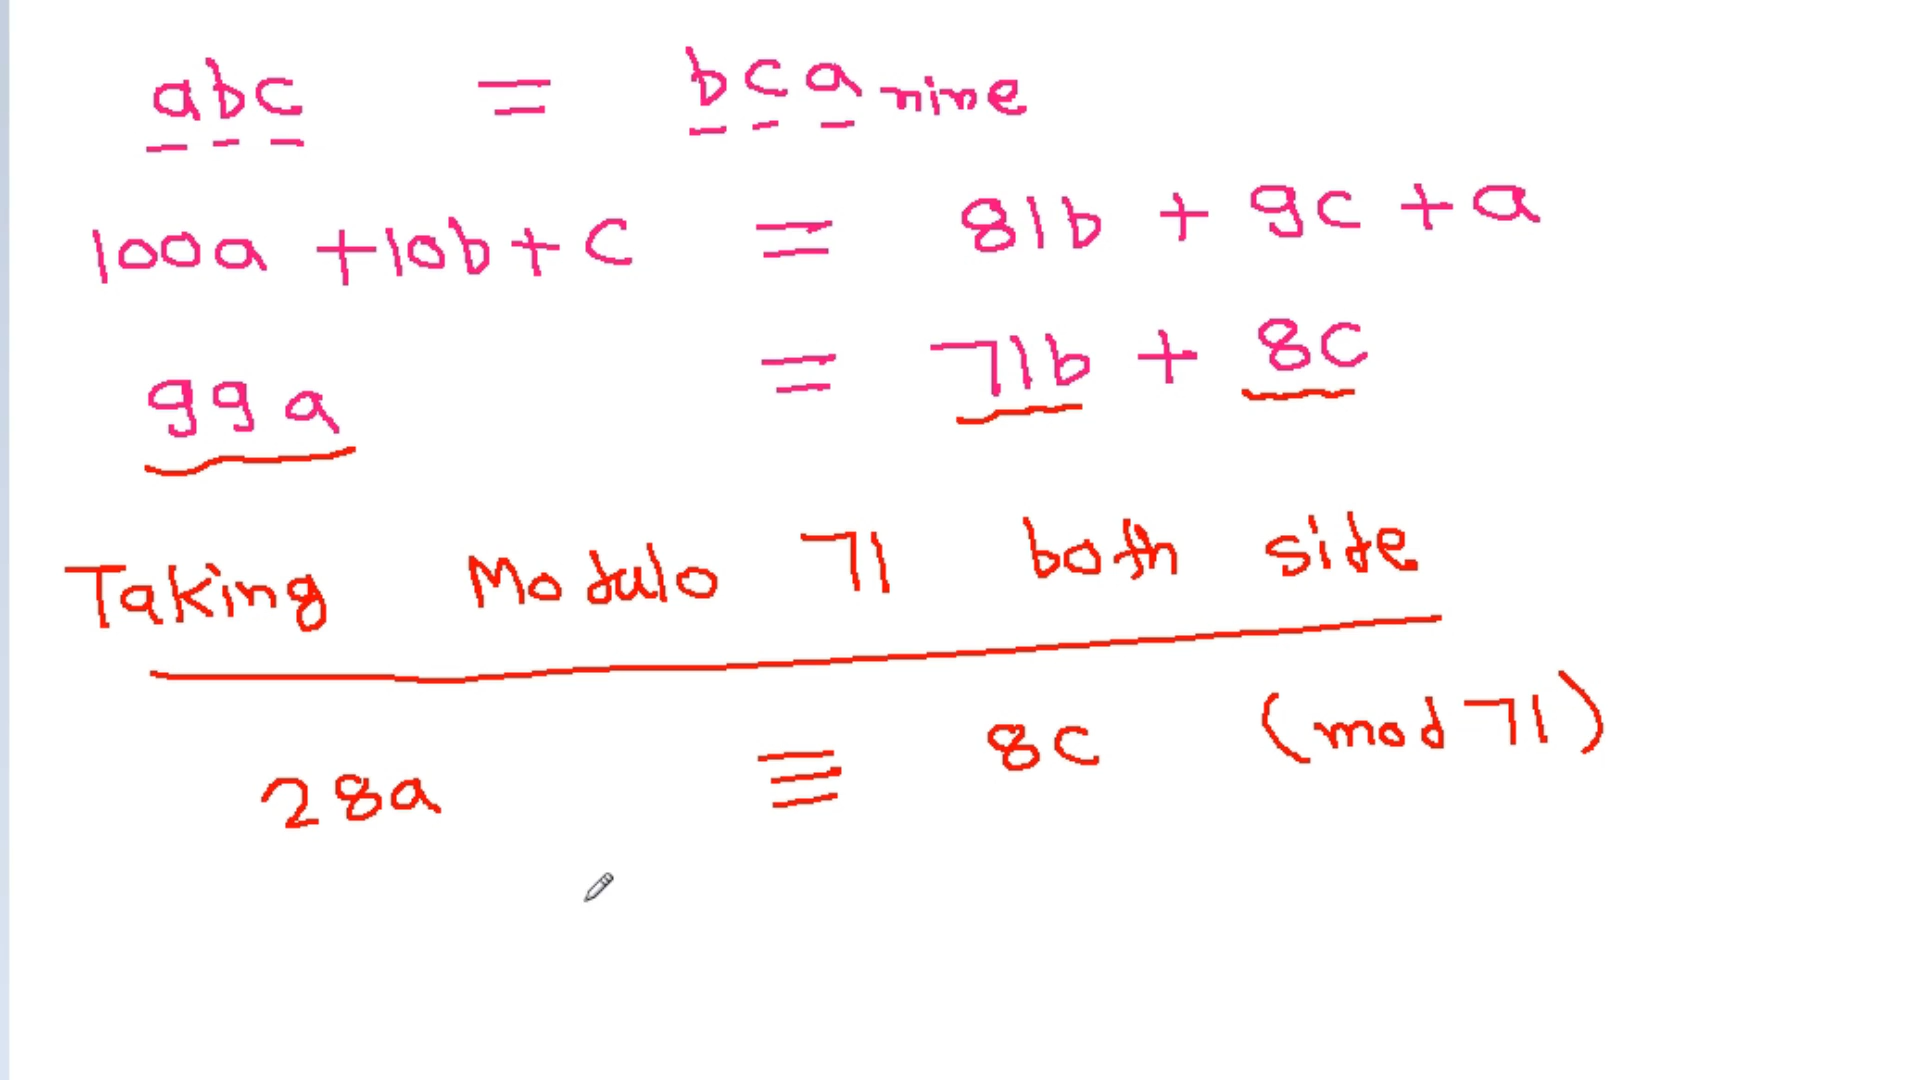 abc = bca nine
100a + 10b + c = 81b + 9c + a
99a = 71b + 8c
Taking Modulo 71 both side
28a ≡ 8c (mod 71)